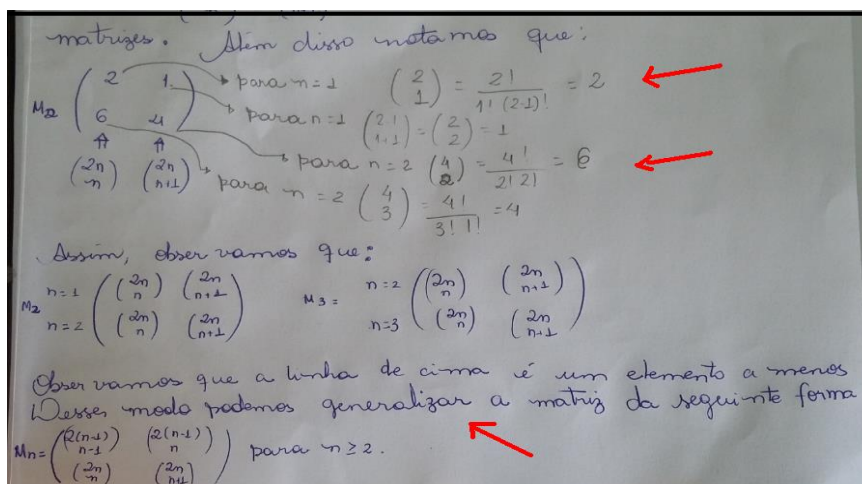 matrizes. Além disso notamos que:
M2 ( 2 1 → para n=1 (2 1) = 2!/1!(2-1)! = 2
6 4 ) → para n=1 (2.1 1+1) = (2 2) = 1
(2n n) (2n n+1) → para n=2 (4 2) = 4!/2!2! = 6
para n=2 (4 3) = 4!/3!1! = 4
Assim, observamos que:
M2 n=1 ( (2n n) (2n n+1) M3 = n=2 ( (2n n) (2n n+1)
n=2 (2n n) (2n n+1) ) n=3 (2n n) (2n n+1) )
Observamos que a linha de cima é um elemento a menos
Desse modo podemos generalizar a matriz da seguinte forma
Mn = ( (2(n-1) n-1) (2(n-1) n)
(2n n) (2n n+1) ) para n ≥ 2.